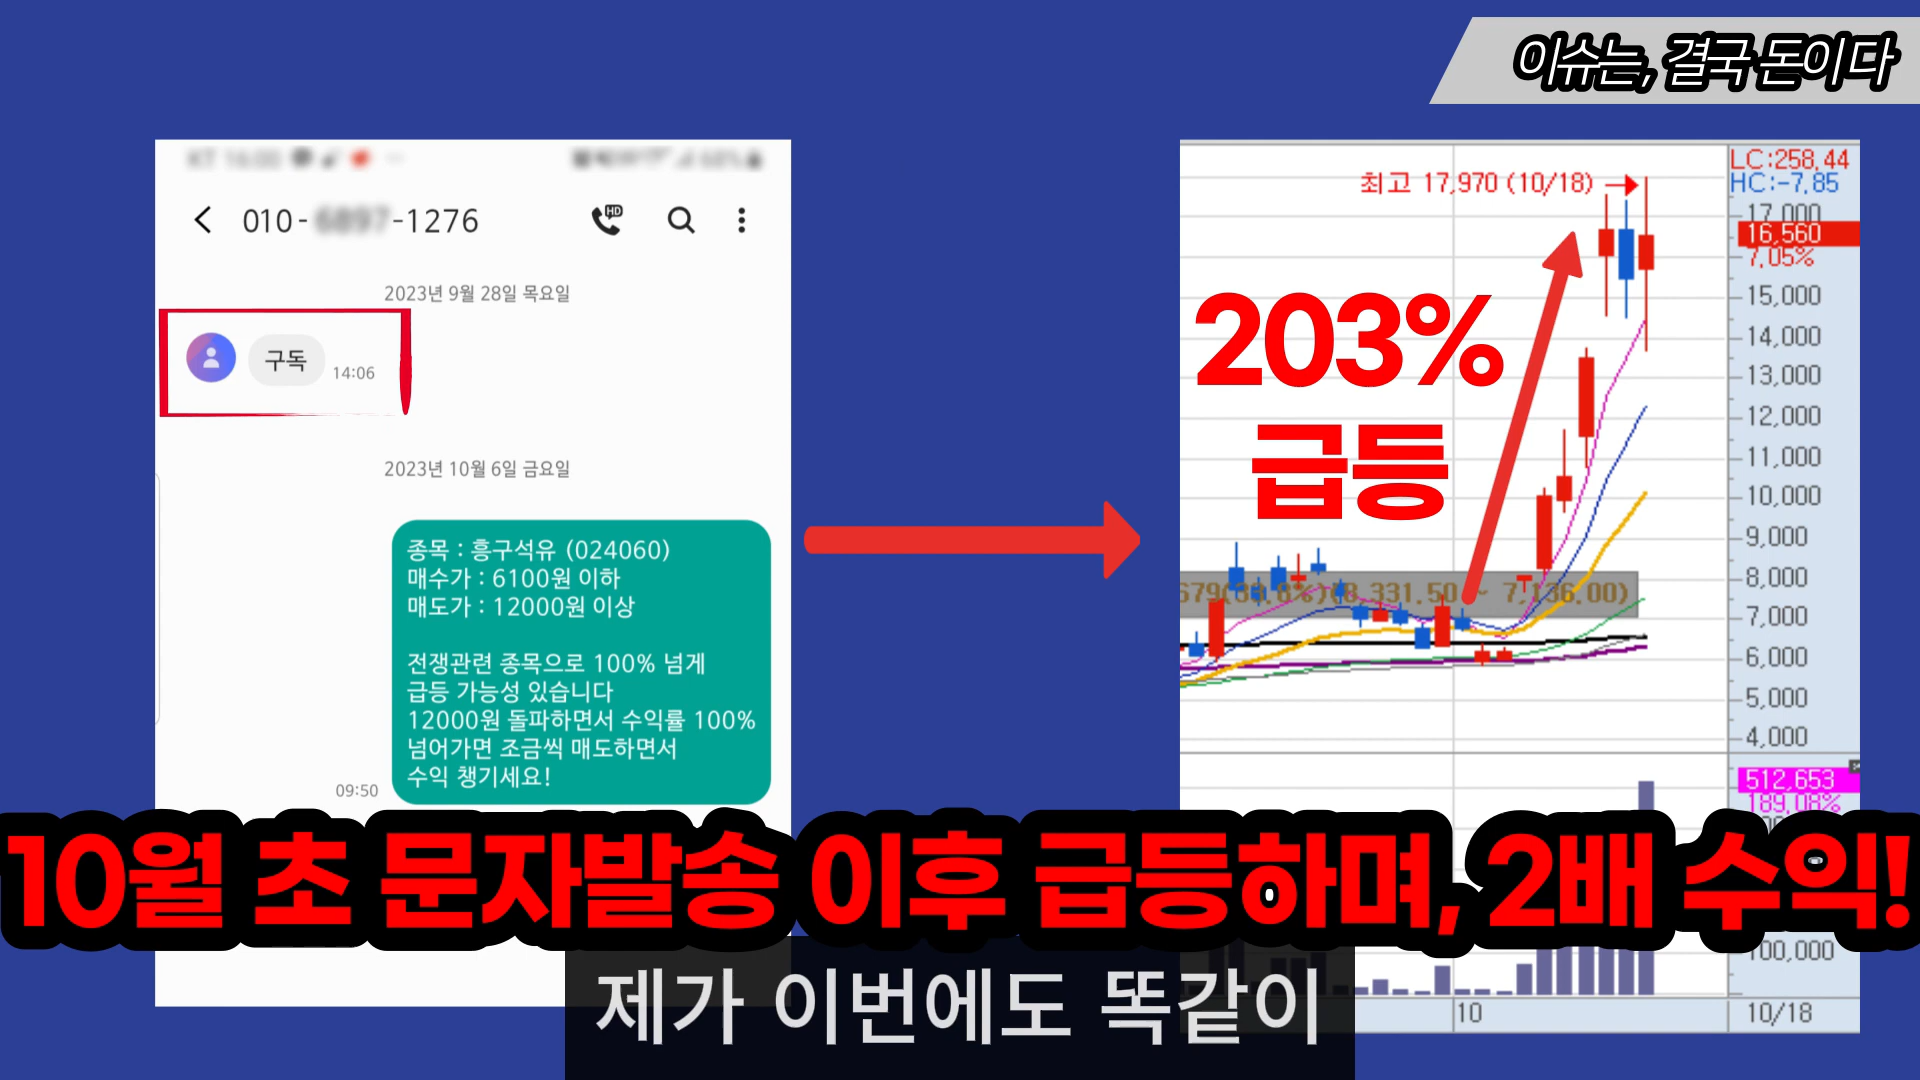 이슈는, 결국 돈이다
010-
-1276
2023년 9월 28일 목요일
구독
14:06
2023년 10월 6일 금요일
종목 : 흥구석유 (024060)
매수가 : 6100원 이하
매도가 : 12000원 이상
전쟁관련 종목으로 100% 넘게
급등 가능성 있습니다
12000원 돌파하면서 수익률 100%
넘어가면 조금씩 매도하면서
수익 챙기세요!
09:50
최고 17,970 (10/18)
LC:258.44
HC:-7.85
17,000
16,560
7.05%
15,000
14,000
13,000
12,000
11,000
10,000
9,000
8,000
7,000
6,000
5,000
4,000
203%
급등
(8,331.50 ~ 7,136.00)
512,653
189.08%
100,000
10
10/18
10월 초 문자발송 이후 급등하며, 2배 수익!
제가 이번에도 똑같이